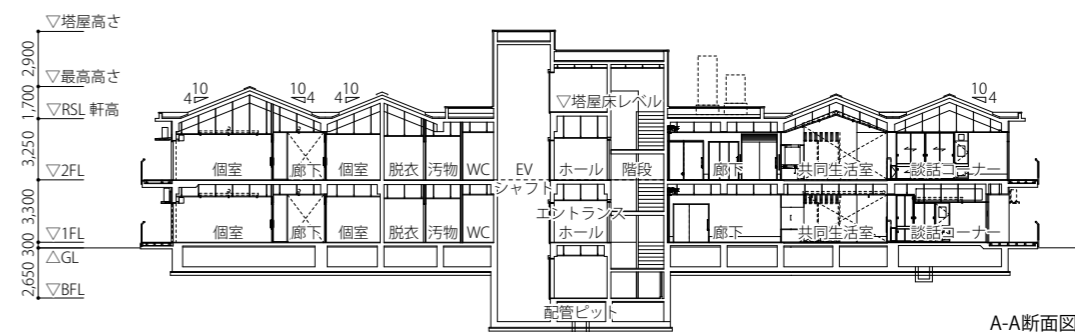 ▽塔屋高さ
2,900
▽最高高さ
1,700
▽RSL 軒高
3,250
▽2FL
3,300
▽1FL
300
△GL
2,650
▽BFL
10
4
10
4
10
4
10
4
▽塔屋床レベル
個室 廊下 個室 脱衣 汚物 WC EV ホール 階段 廊下 共同生活室 談話コーナー
シャフト
エントランス
個室 廊下 個室 脱衣 汚物 WC ホール 廊下 共同生活室 談話コーナー
配管ピット
A-A断面図